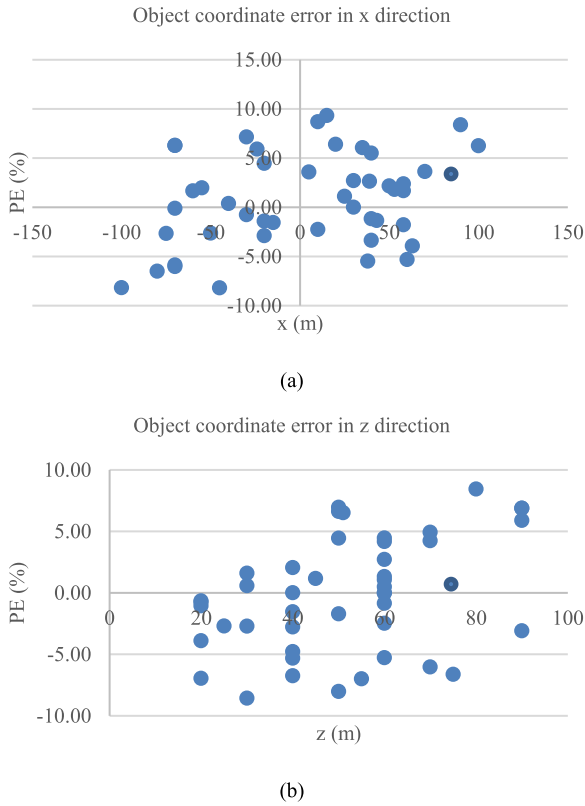 Object coordinate error in x direction
15.00
10.00
5.00
0.00
-150 -100 -50 0 50 100 150
-5.00
-10.00
PE (%)
x (m)
(a)
Object coordinate error in z direction
10.00
5.00
0.00
0 20 40 60 80 100
-5.00
-10.00
PE (%)
z (m)
(b)